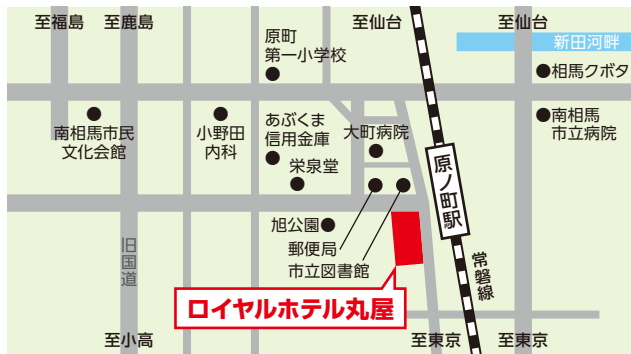 至福島
至鹿島
至仙台
至仙台
新田河畔
原町
第一小学校
相馬クボタ
南相馬市民
文化会館
小野田
内科
あぶくま
信用金庫
大町病院
南相馬
市立病院
栄泉堂
原ノ町駅
旭公園
郵便局
市立図書館
旧国道
常磐線
ロイヤルホテル丸屋
至小高
至東京
至東京